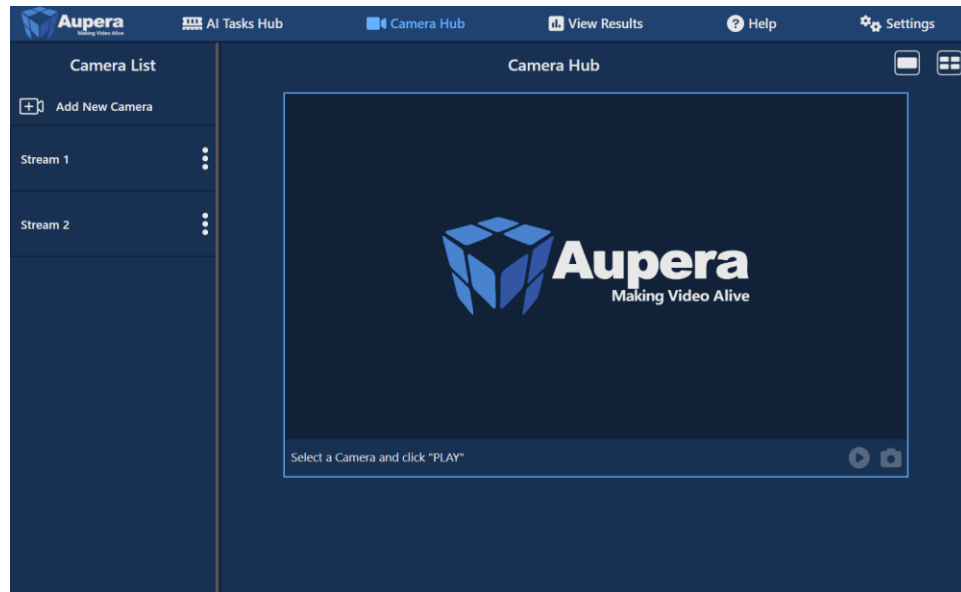 Aupera
Making Video Alive
AI Tasks Hub
Camera Hub
View Results
Help
Settings
Camera List
Camera Hub
Add New Camera
Stream 1
Stream 2
Aupera
Making Video Alive
Select a Camera and click "PLAY"